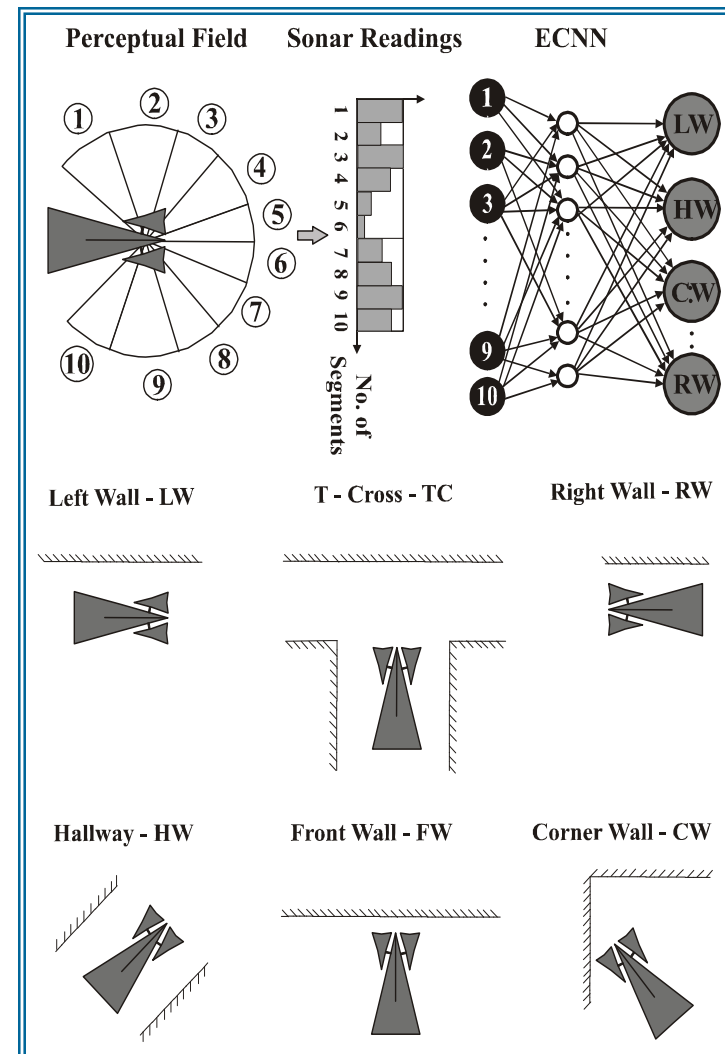 Perceptual Field Sonar Readings ECNN
1
2
3
4
5
6
7
8
9
10
1
2
3
4
5
6
7
8
9
10
No. of
Segments
1
2
3
9
10
LW
HW
CW
RW
Left Wall - LW T - Cross - TC Right Wall - RW
Hallway - HW Front Wall - FW Corner Wall - CW